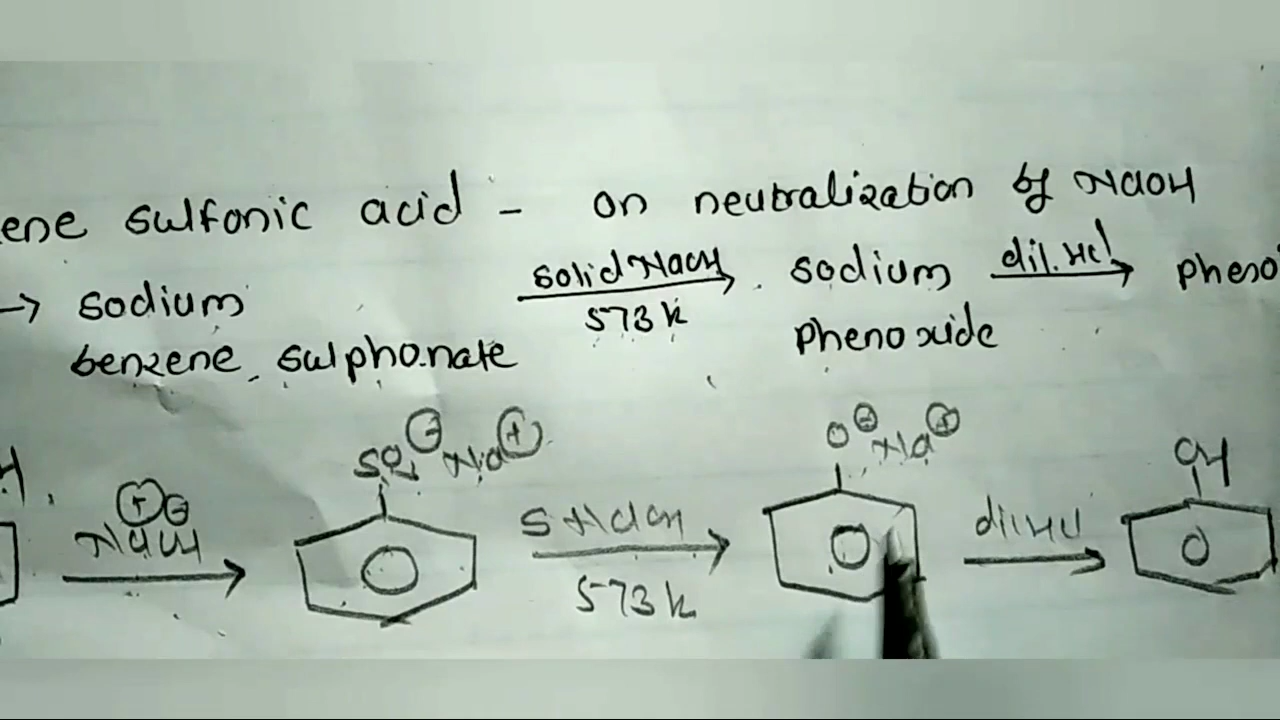 ene sulfonic acid - on neutralization by NaOH
→ sodium solid NaOH → sodium dil. HCl → pheno
573 k
benzene sulphonate phenoxide
H
SO₃ ⊖ Na ⊕ O ⊖ Na ⊕ OH
⊕ ⊖
NaOH → S NaOH → dil HCl →
573 k